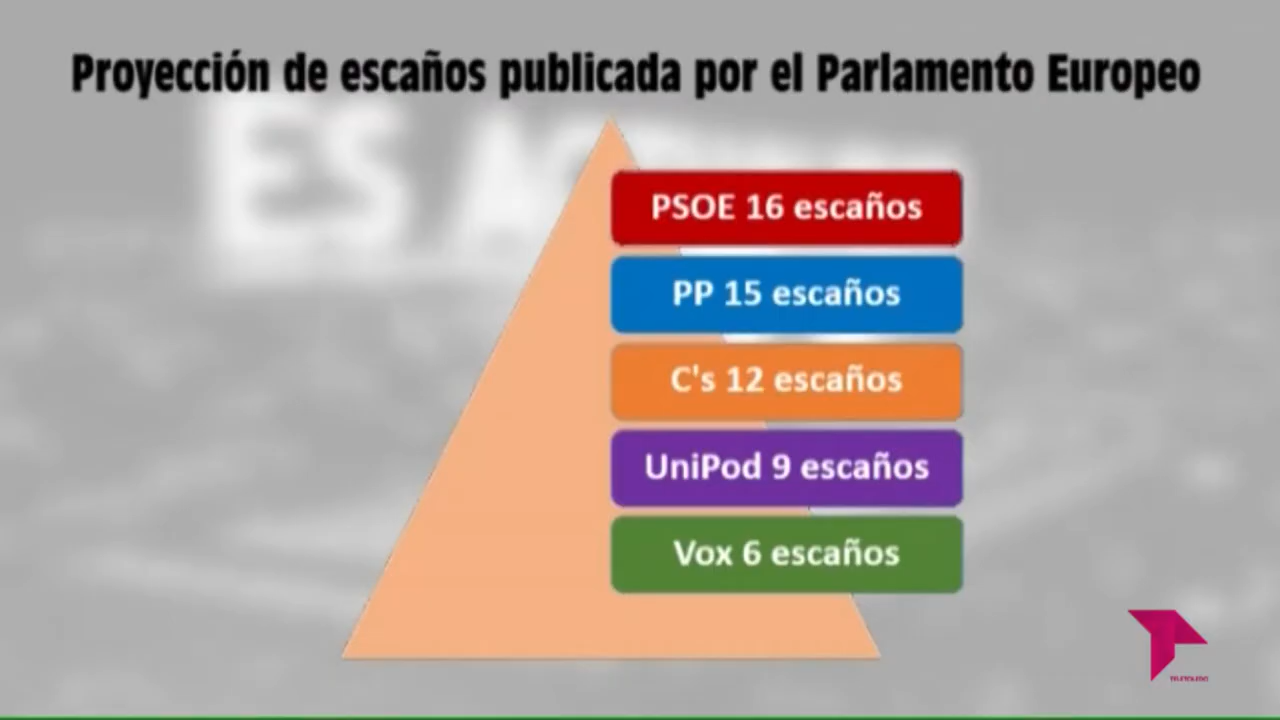 Proyección de escaños publicada por el Parlamento Europeo
PSOE 16 escaños
PP 15 escaños
C's 12 escaños
UniPod 9 escaños
Vox 6 escaños